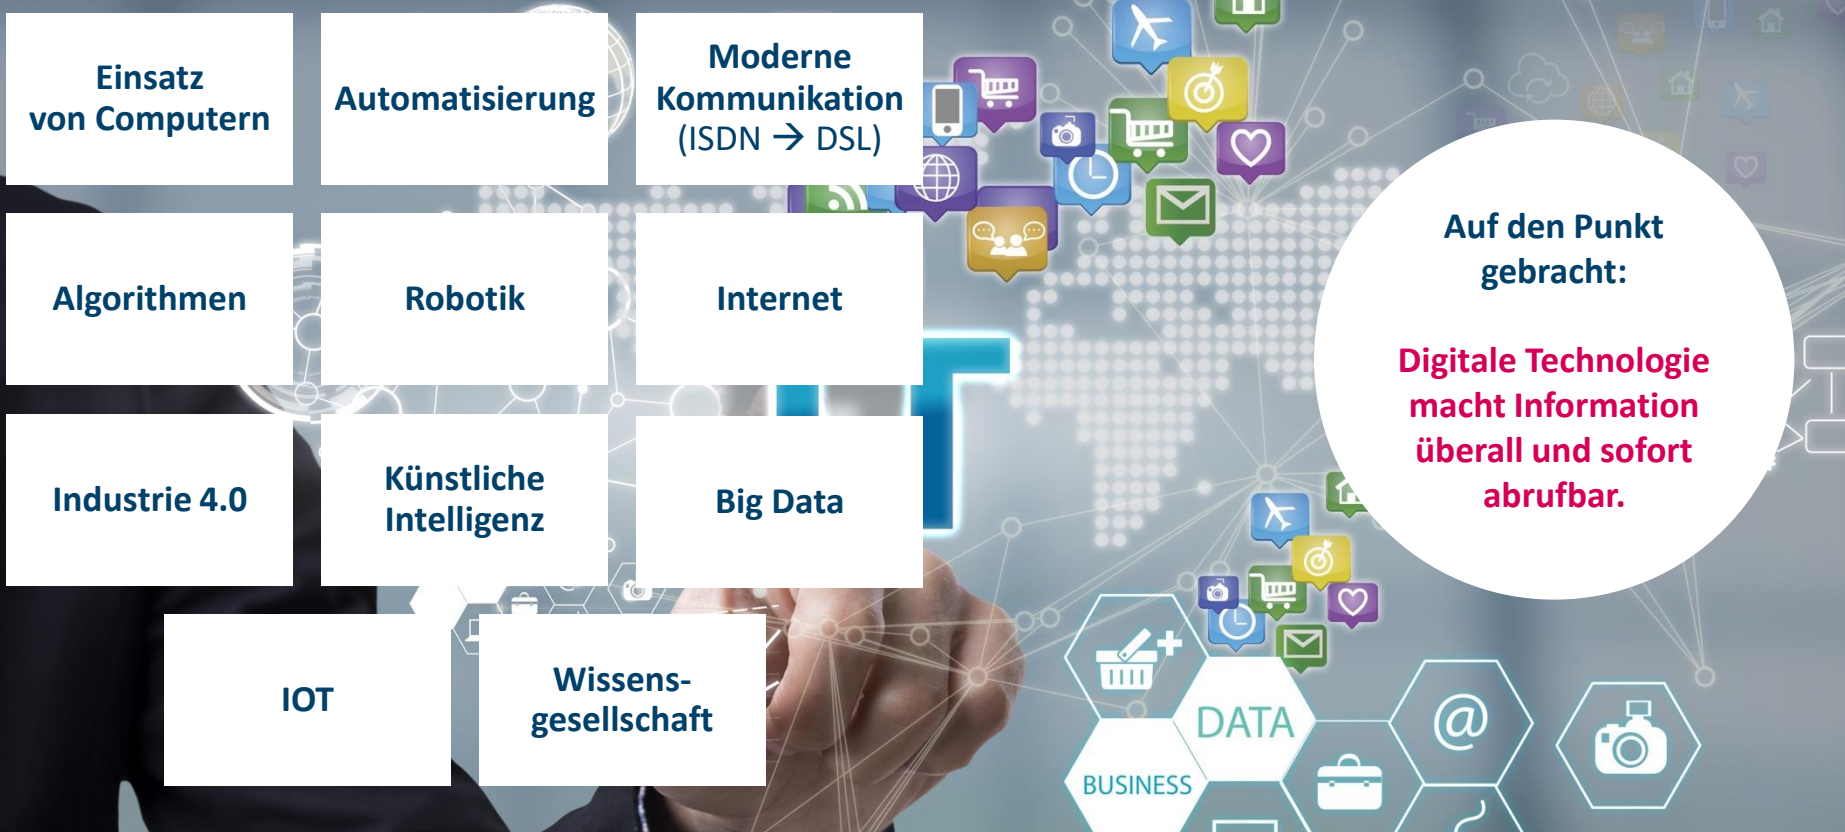 Einsatz
von Computern
Automatisierung
Moderne
Kommunikation
(ISDN → DSL)
Algorithmen
Robotik
Internet
Industrie 4.0
Künstliche
Intelligenz
Big Data
IOT
Wissens-
gesellschaft
Auf den Punkt
gebracht:
Digitale Technologie
macht Information
überall und sofort
abrufbar.
DATA
@
BUSINESS